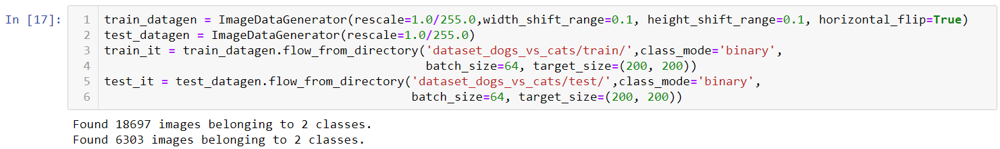 In [17]:
1 train_datagen = ImageDataGenerator(rescale=1.0/255.0,width_shift_range=0.1, height_shift_range=0.1, horizontal_flip=True)
2 test_datagen = ImageDataGenerator(rescale=1.0/255.0)
3 train_it = train_datagen.flow_from_directory('dataset_dogs_vs_cats/train/',class_mode='binary',
4                                              batch_size=64, target_size=(200, 200))
5 test_it = test_datagen.flow_from_directory('dataset_dogs_vs_cats/test/',class_mode='binary',
6                                            batch_size=64, target_size=(200, 200))
Found 18697 images belonging to 2 classes.
Found 6303 images belonging to 2 classes.